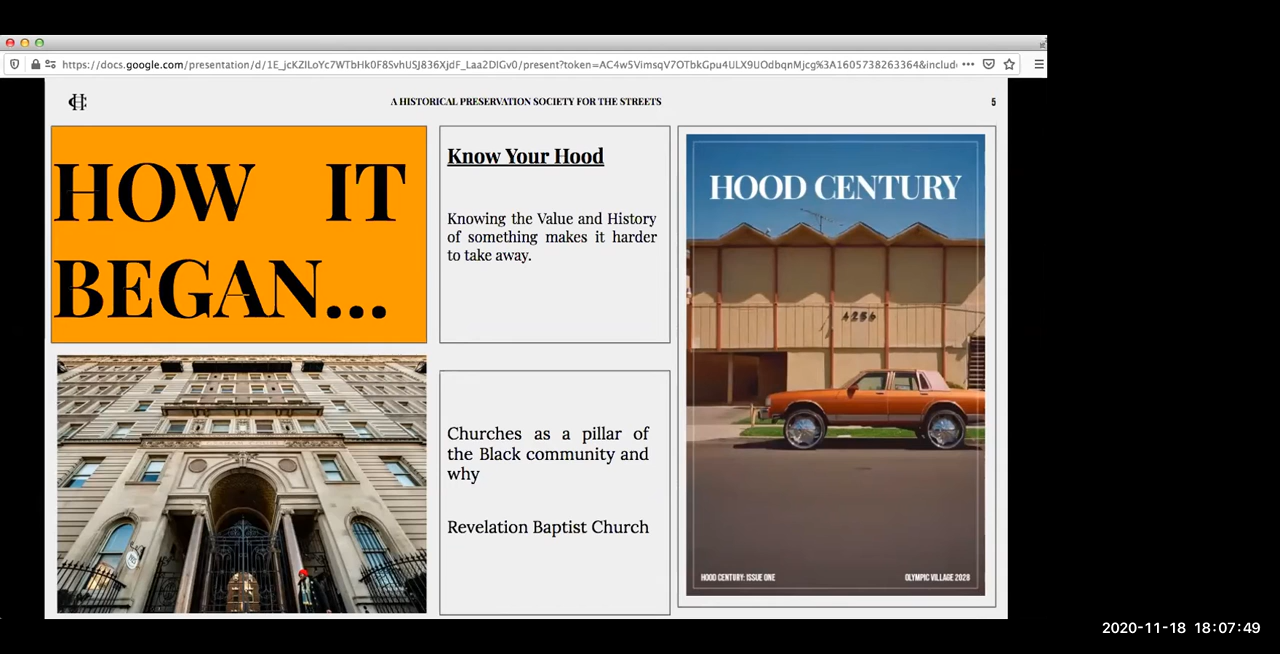 https://docs.google.com/presentation/d/1E_jcKZILoYc7WTbHk0F8SvhUSJ836XjdF_Laa2DIGv0/present?token=AC4w5VimsqV7OTbkGpu4ULX9UOdbqnMjcg%3A1605738263364&includ
A HISTORICAL PRESERVATION SOCIETY FOR THE STREETS
5
HOW IT
BEGAN...
Know Your Hood
Knowing the Value and History
of something makes it harder
to take away.
Churches as a pillar of
the Black community and
why
Revelation Baptist Church
HOOD CENTURY
4256
HOOD CENTURY: ISSUE ONE
OLYMPIC VILLAGE 2028
2020-11-18 18:07:49